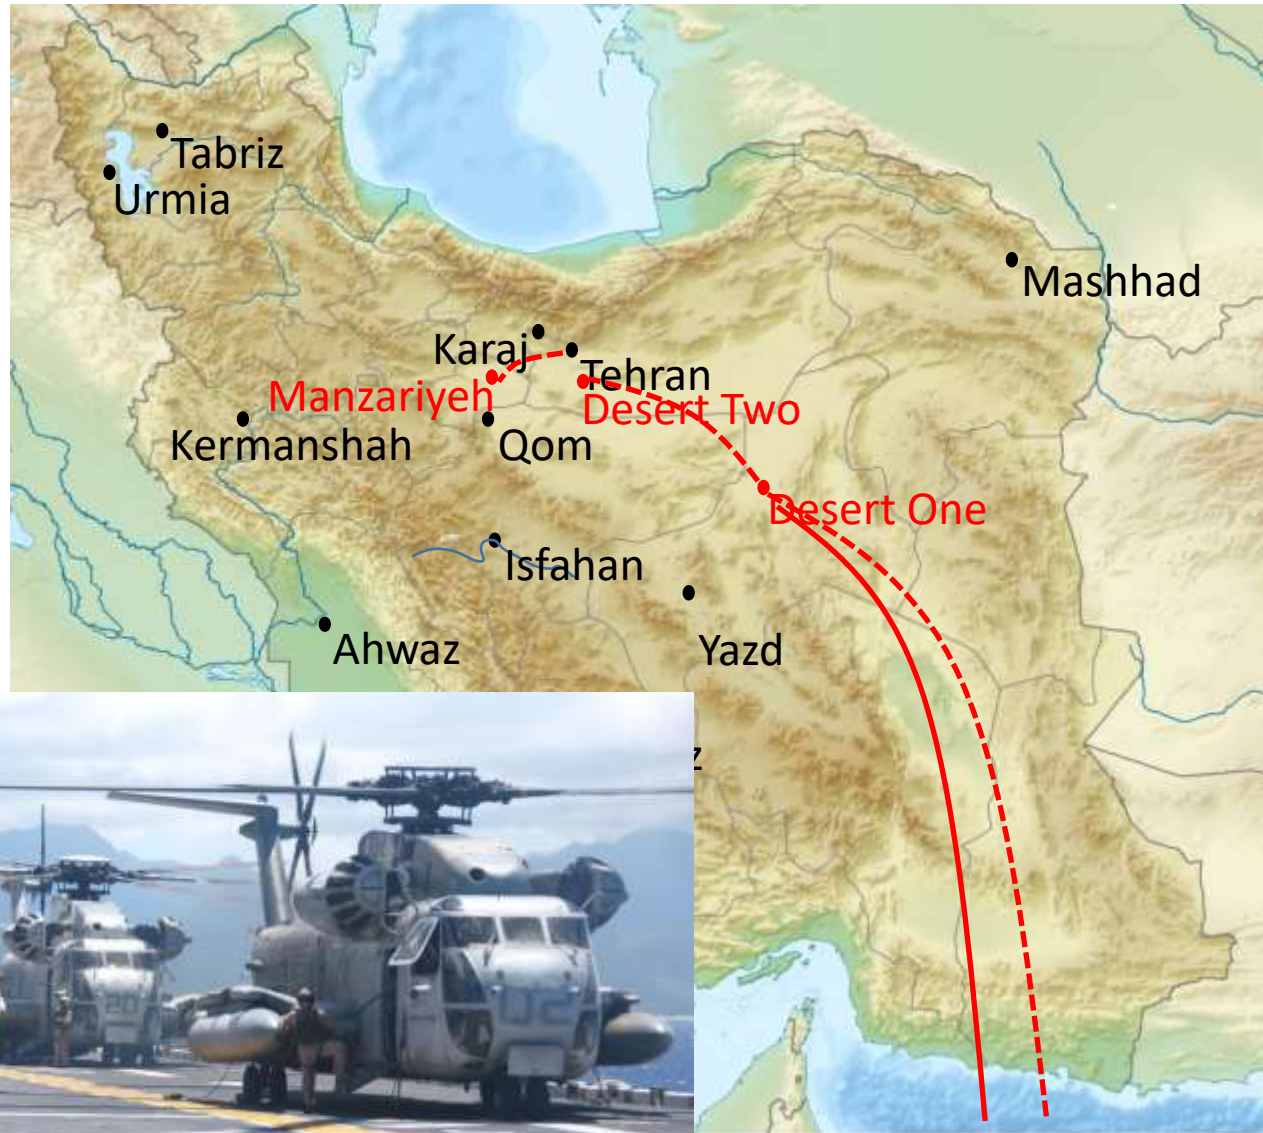 Tabriz
Urmia
Mashhad
Karaj
Tehran
Manzariyeh
Desert Two
Kermanshah
Qom
Desert One
Isfahan
Yazd
Ahwaz
z